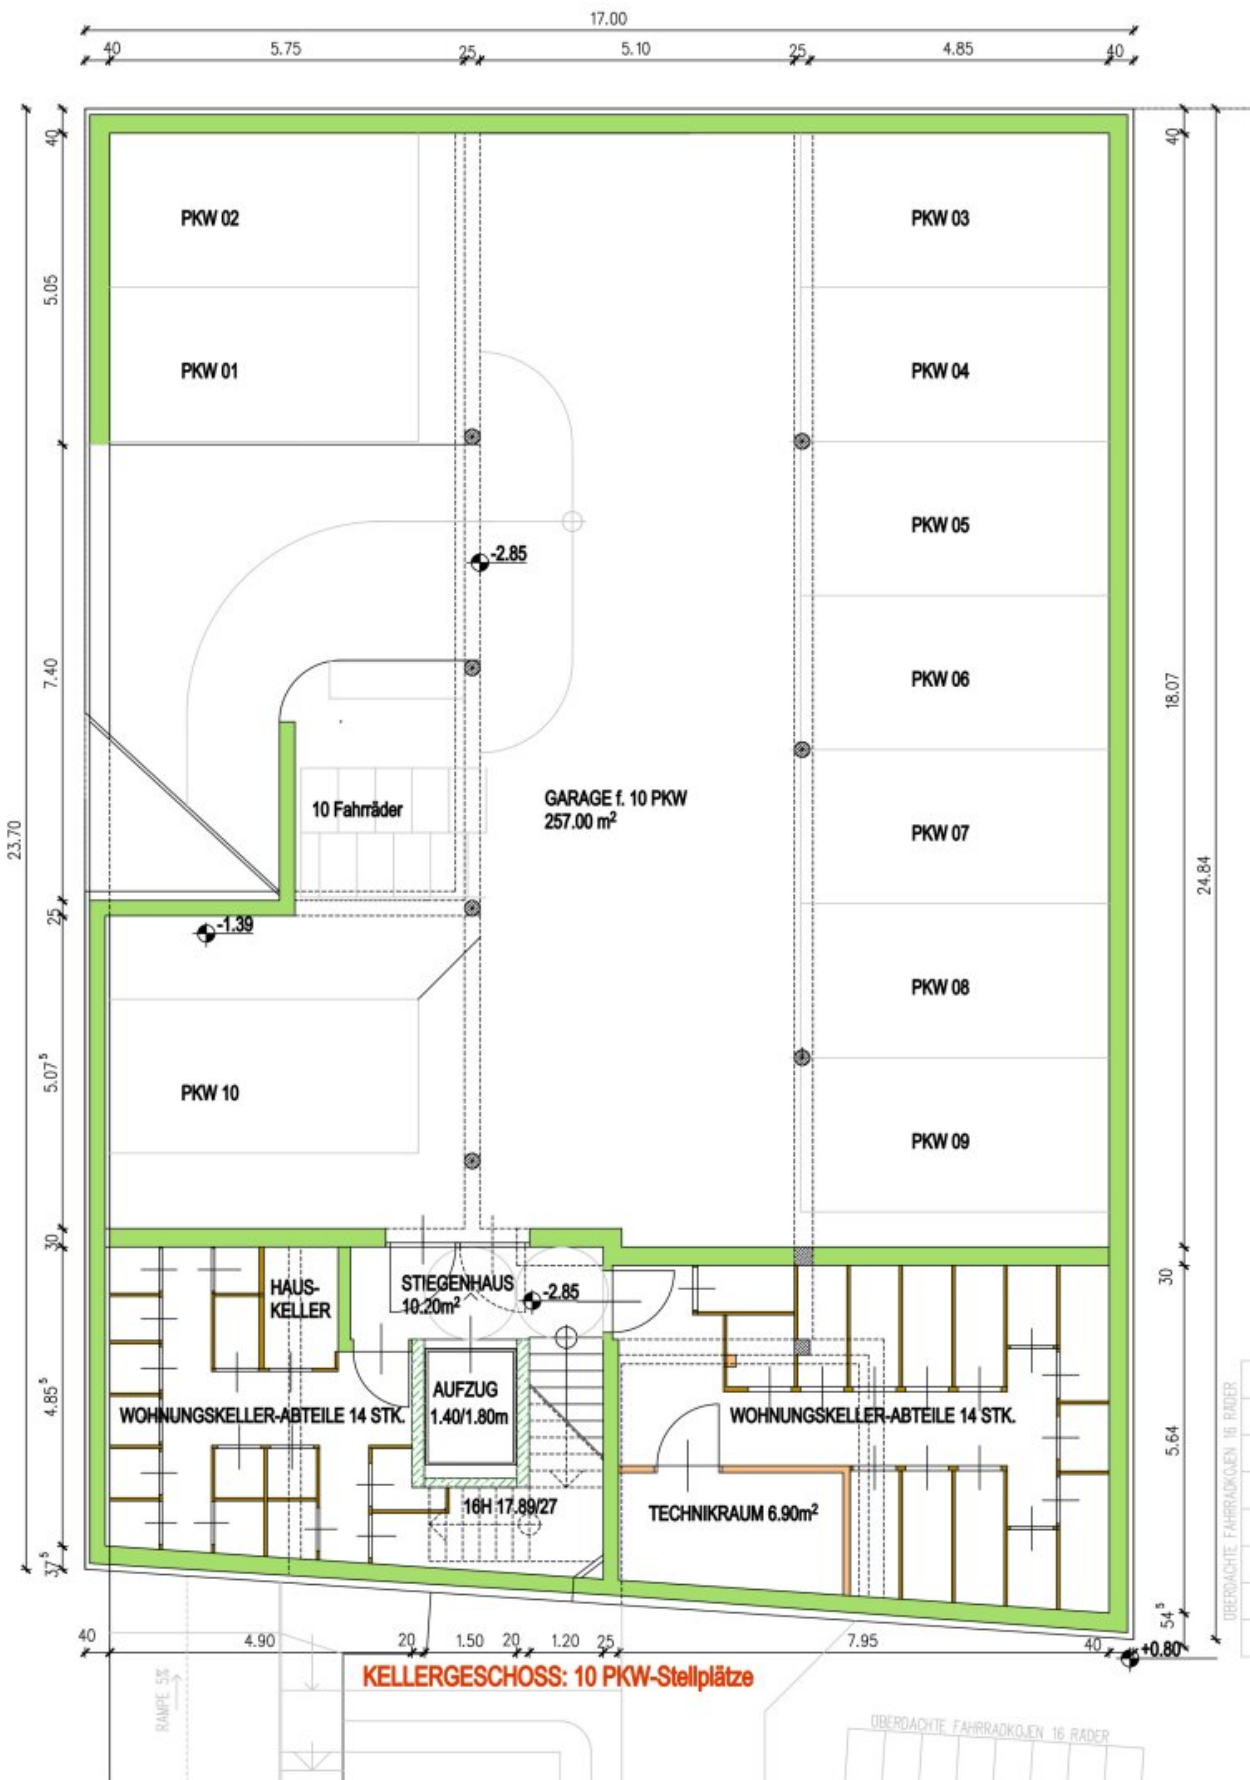 17.00
40 5.75 25 5.10 25 4.85 40
40
40
PKW 02
PKW 03
5.05
PKW 01
PKW 04
PKW 05
-2.85
7.40
PKW 06
18.07
10 Fahrräder
GARAGE f. 10 PKW
257.00 m²
PKW 07
23.70
24.84
25
-1.39
PKW 08
5.07⁵
PKW 10
PKW 09
30
30
HAUS-
KELLER
STIEGENHAUS
10.20m²
-2.85
4.85⁵
AUFZUG
1.40/1.80m
WOHNUNGSKELLER-ABTEILE 14 STK.
WOHNUNGSKELLER-ABTEILE 14 STK.
5.64
16H 17.89/27
TECHNIKRAUM 6.90m²
37⁵
54⁵
40 4.90 20 1.50 20 1.20 25 7.95 40
+0.80
KELLERGESCHOSS: 10 PKW-Stellplätze
RAMPE 5%
ÜBERDACHTE FAHRRADKOJEN 16 RÄDER
ÜBERDACHTE FAHRRADKOJEN 16 RÄDER